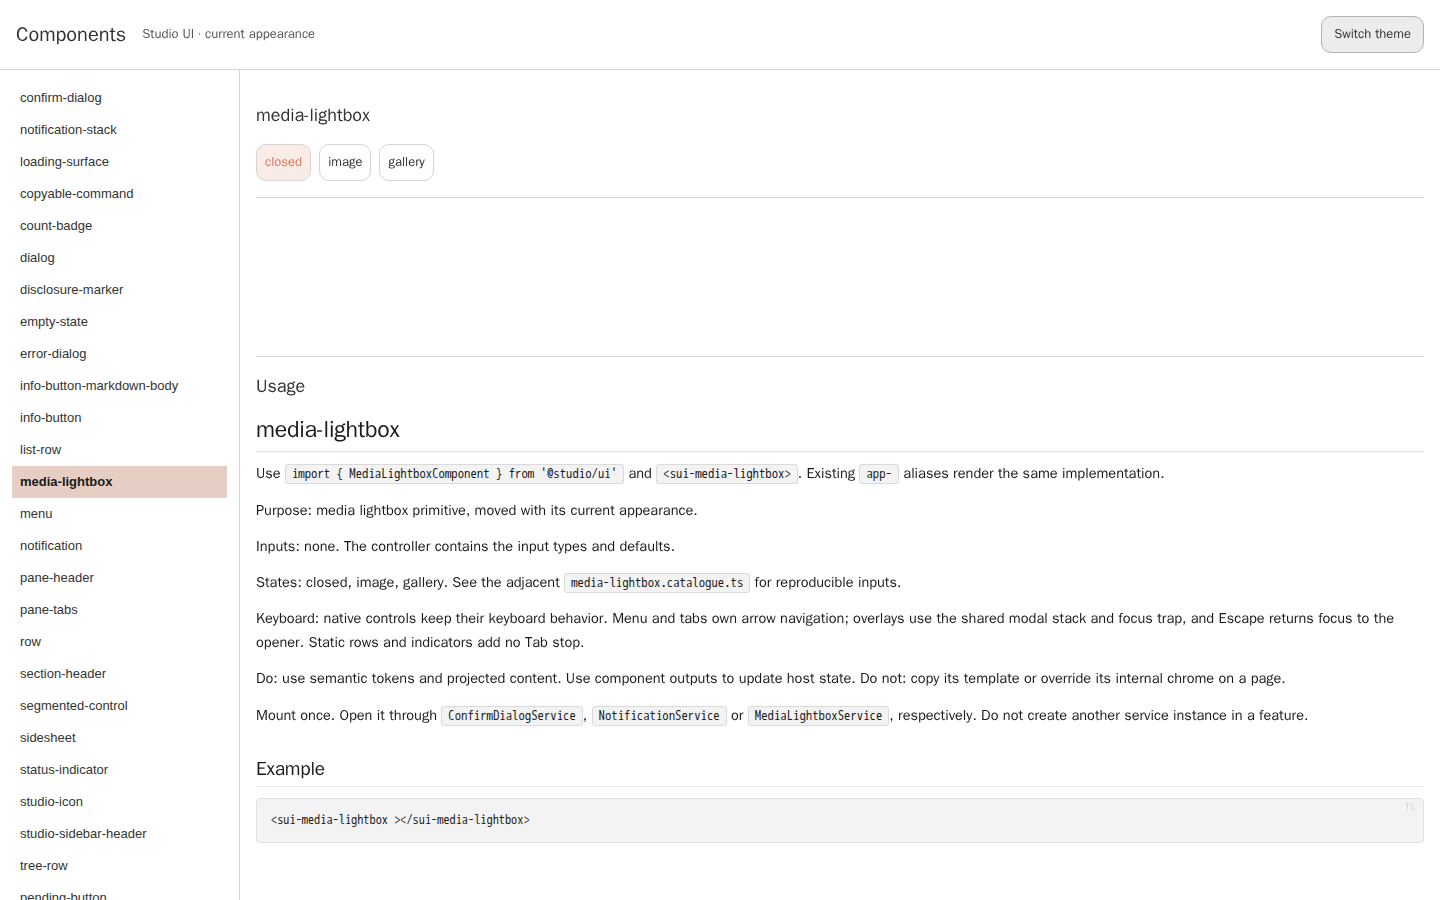 Components
Studio UI · current appearance
Switch theme
confirm-dialog
notification-stack
loading-surface
copyable-command
count-badge
dialog
disclosure-marker
empty-state
error-dialog
info-button-markdown-body
info-button
list-row
media-lightbox
menu
notification
pane-header
pane-tabs
row
section-header
segmented-control
sidesheet
status-indicator
studio-icon
studio-sidebar-header
tree-row
pending-button
media-lightbox
closed
image
gallery
Usage
media-lightbox
Use import { MediaLightboxComponent } from '@studio/ui' and <sui-media-lightbox>. Existing app- aliases render the same implementation.
Purpose: media lightbox primitive, moved with its current appearance.
Inputs: none. The controller contains the input types and defaults.
States: closed, image, gallery. See the adjacent media-lightbox.catalogue.ts for reproducible inputs.
Keyboard: native controls keep their keyboard behavior. Menu and tabs own arrow navigation; overlays use the shared modal stack and focus trap, and Escape returns focus to the
opener. Static rows and indicators add no Tab stop.
Do: use semantic tokens and projected content. Use component outputs to update host state. Do not: copy its template or override its internal chrome on a page.
Mount once. Open it through ConfirmDialogService, NotificationService or MediaLightboxService, respectively. Do not create another service instance in a feature.
Example
TS
<sui-media-lightbox ></sui-media-lightbox>